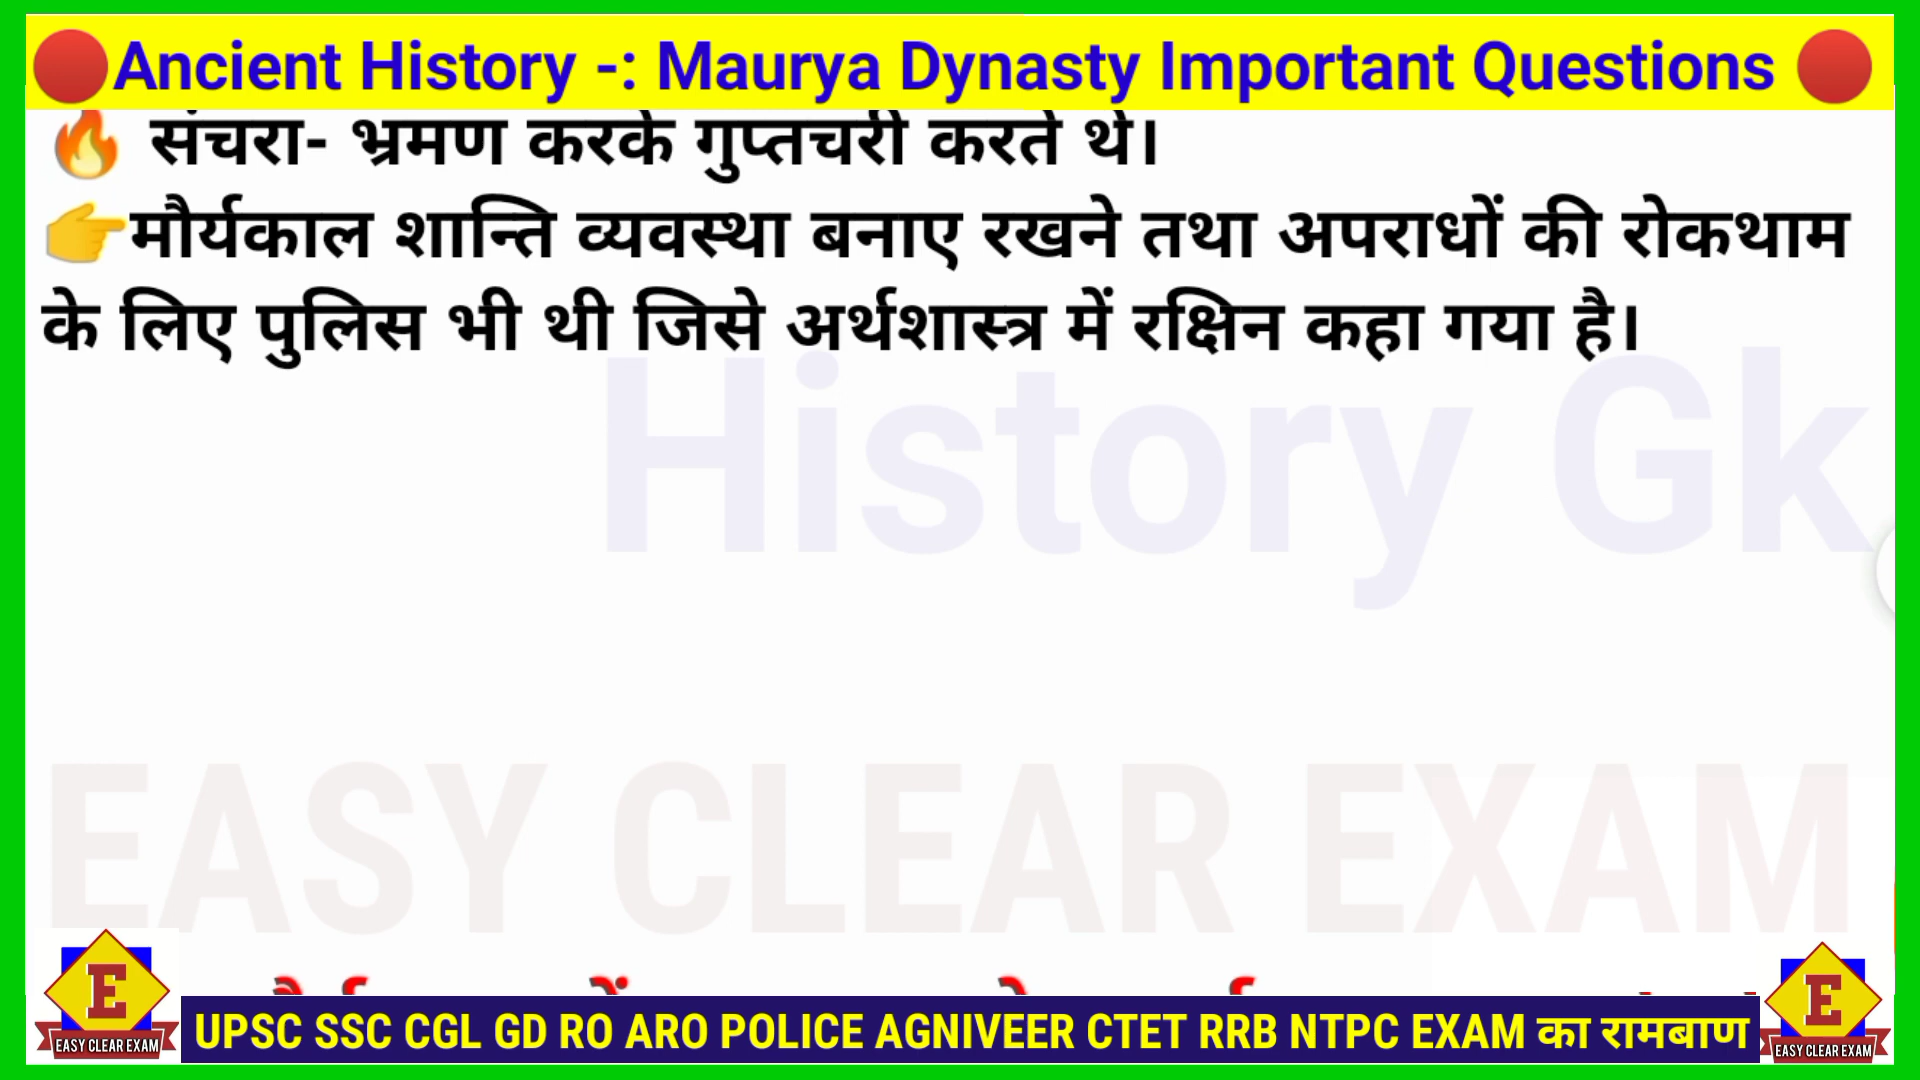 Ancient History -: Maurya Dynasty Important Questions
संचरा- भ्रमण करके गुप्तचरी करते थे।
मौर्यकाल शान्ति व्यवस्था बनाए रखने तथा अपराधों की रोकथाम
के लिए पुलिस भी थी जिसे अर्थशास्त्र में रक्षिन कहा गया है।
History Gk
EASY CLEAR EXAM
E
EASY CLEAR EXAM
UPSC SSC CGL GD RO ARO POLICE AGNIVEER CTET RRB NTPC EXAM का रामबाण
E
EASY CLEAR EXAM